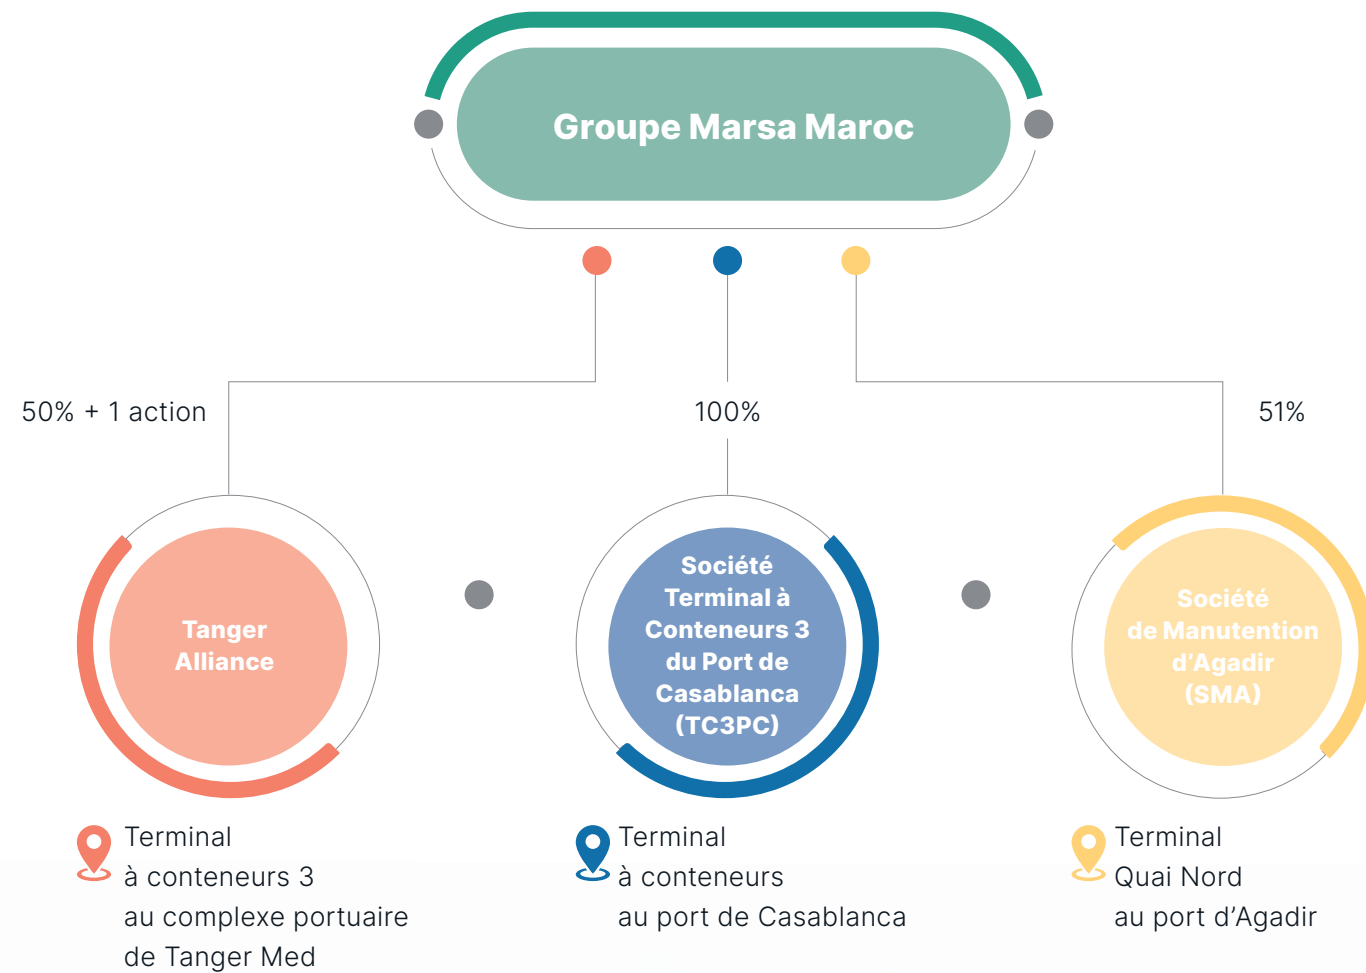 Groupe Marsa Maroc
50% + 1 action
100%
51%
Tanger
Alliance
Société
Terminal à
Conteneurs 3
du Port de
Casablanca
(TC3PC)
Société
de Manutention
d’Agadir
(SMA)
Terminal
à conteneurs 3
au complexe portuaire
de Tanger Med
Terminal
à conteneurs
au port de Casablanca
Terminal
Quai Nord
au port d’Agadir